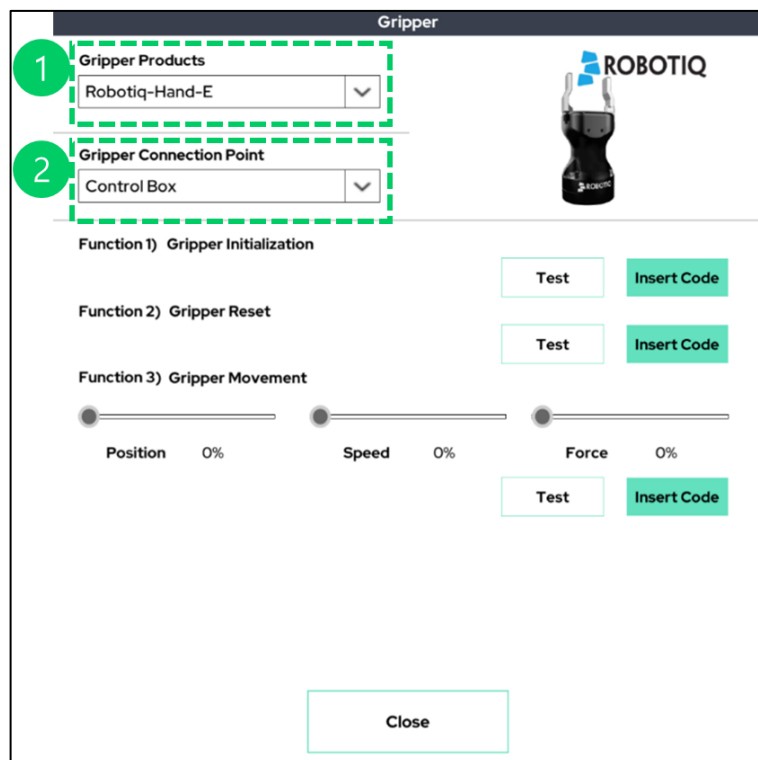 Gripper
1
Gripper Products
Robotiq-Hand-E
ROBOTIQ
2
Gripper Connection Point
Control Box
ROBOTIQ
Function 1) Gripper Initialization
Test Insert Code
Function 2) Gripper Reset
Test Insert Code
Function 3) Gripper Movement
Position 0% Speed 0% Force 0%
Test Insert Code
Close